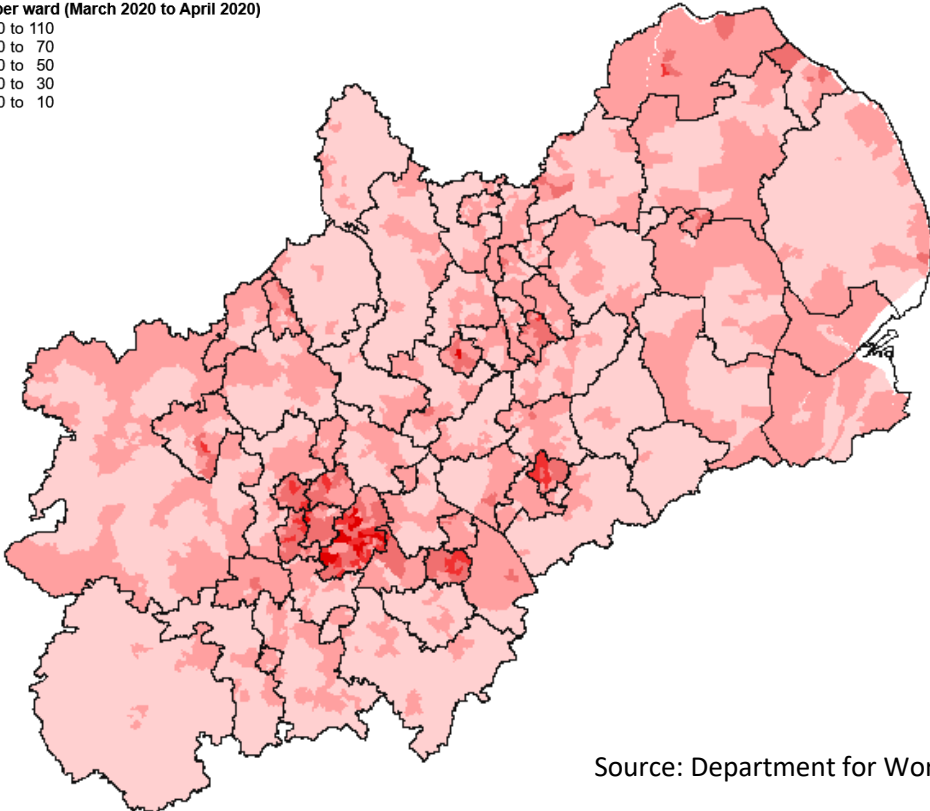 per ward (March 2020 to April 2020)
0 to 110
0 to 70
0 to 50
0 to 30
0 to 10
Source: Department for Wor